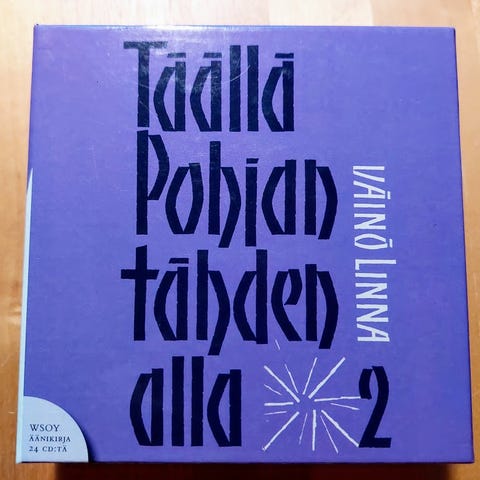 Täällä
Pohjan
tähden
alla 2
VÄINÖ LINNA
WSOY
ÄÄNIKIRJA
24 CD:TÄ